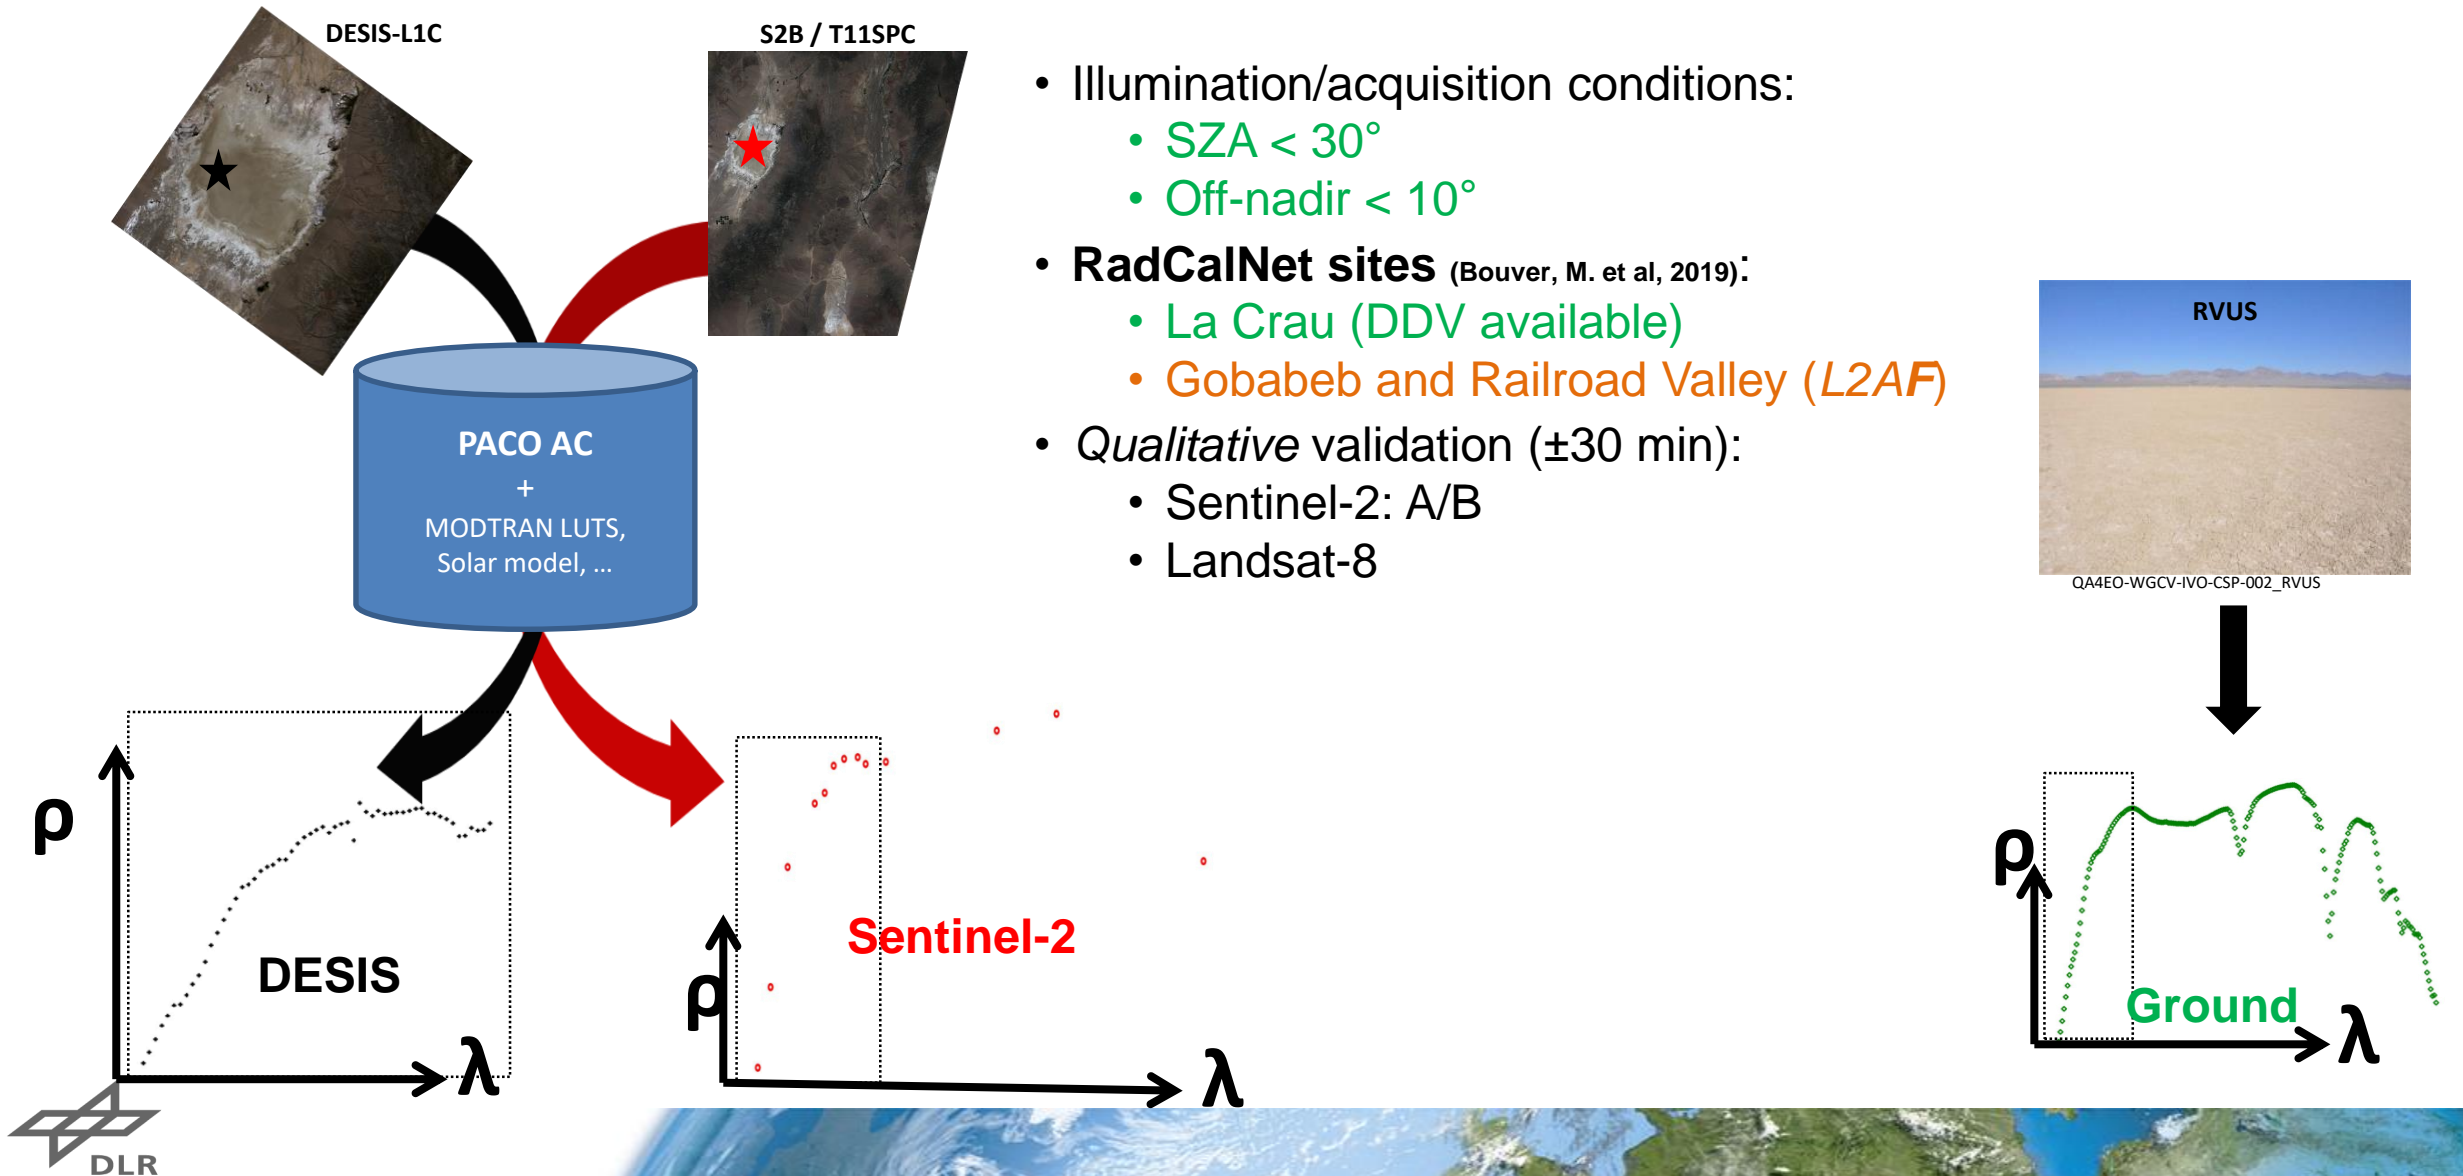 DESIS-L1C
S2B / T11SPC
• Illumination/acquisition conditions:
• SZA < 30°
• Off-nadir < 10°
• RadCalNet sites (Bouver, M. et al, 2019):
• La Crau (DDV available)
• Gobabeb and Railroad Valley (L2AF)
• Qualitative validation (±30 min):
• Sentinel-2: A/B
• Landsat-8
RVUS
QA4EO-WGCV-IVO-CSP-002_RVUS
PACO AC
+
MODTRAN LUTS,
Solar model, ...
ρ
DESIS
λ
ρ
Sentinel-2
λ
ρ
Ground
λ
DLR